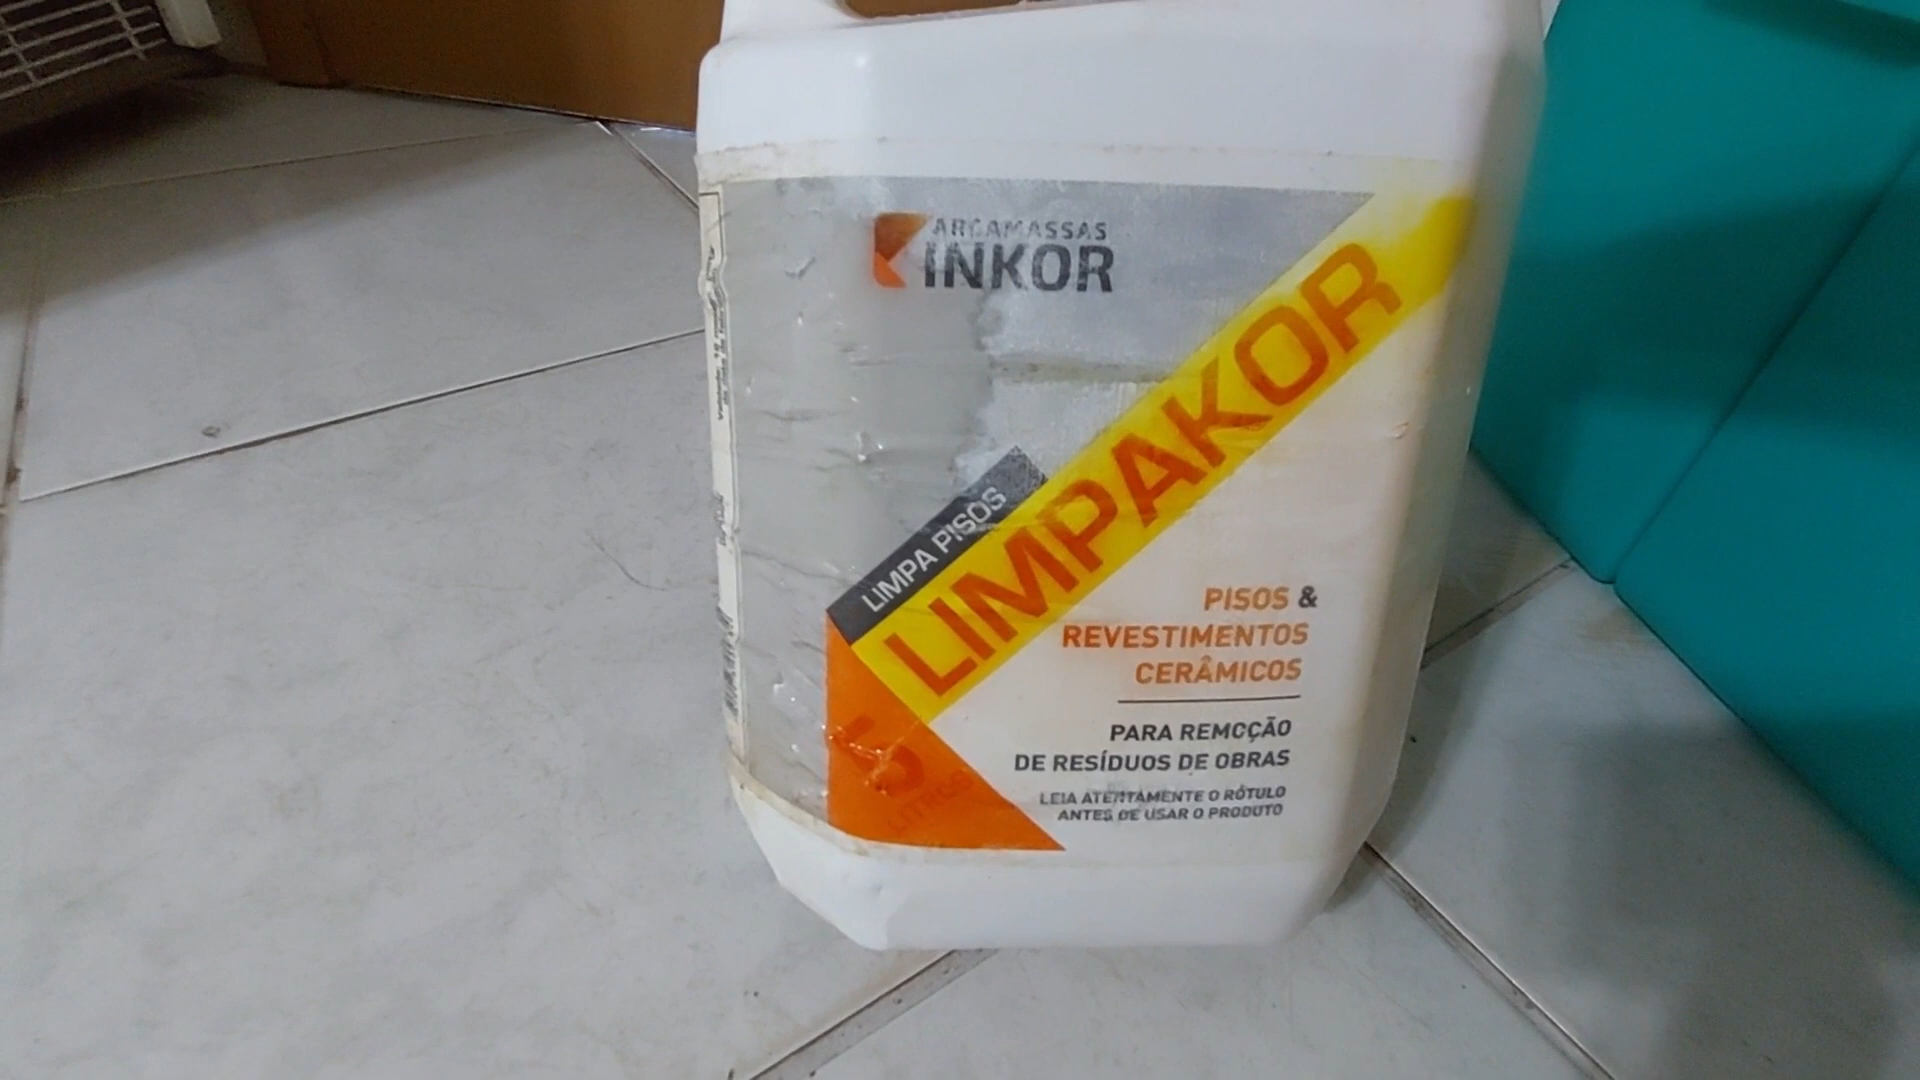 ARGAMASSAS
INKOR
LIMPA PISOS
LIMPAKOR
PISOS &
REVESTIMENTOS
CERÂMICOS
PARA REMOÇÃO
DE RESÍDUOS DE OBRAS
LEIA ATENTAMENTE O RÓTULO
ANTES DE USAR O PRODUTO
5
LITROS